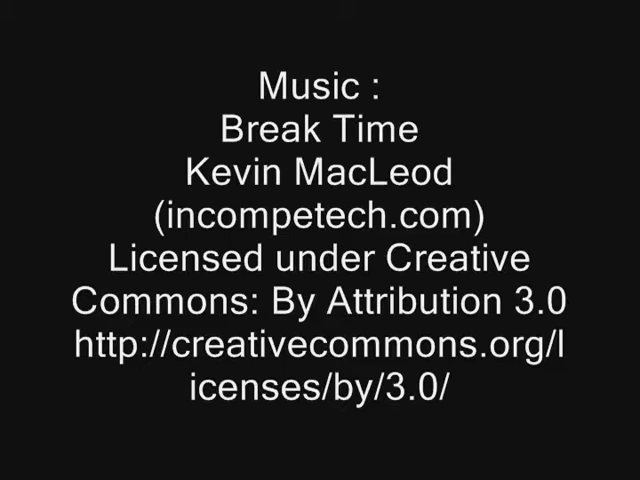 Music :
Break Time
Kevin MacLeod
(incompetech.com)
Licensed under Creative
Commons: By Attribution 3.0
http://creativecommons.org/l
icenses/by/3.0/